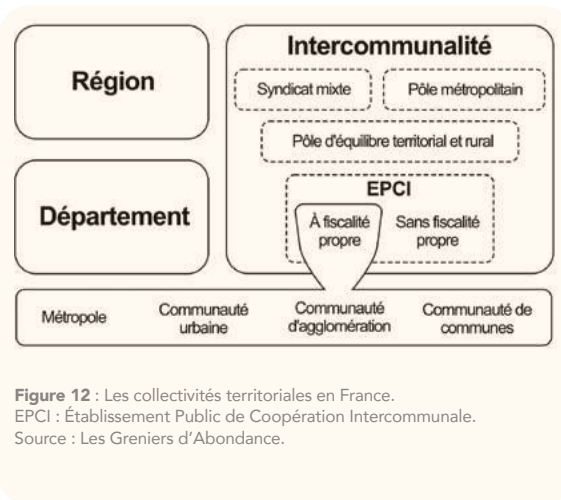 Région
Intercommunalité
Syndicat mixte
Pôle métropolitain
Pôle d'équilibre territorial et rural
Département
EPCI
À fiscalité
propre
Sans fiscalité
propre
Métropole
Communauté
urbaine
Communauté
d'agglomération
Communauté de
communes
Figure 12 : Les collectivités territoriales en France.
EPCI : Établissement Public de Coopération Intercommunale.
Source : Les Greniers d'Abondance.